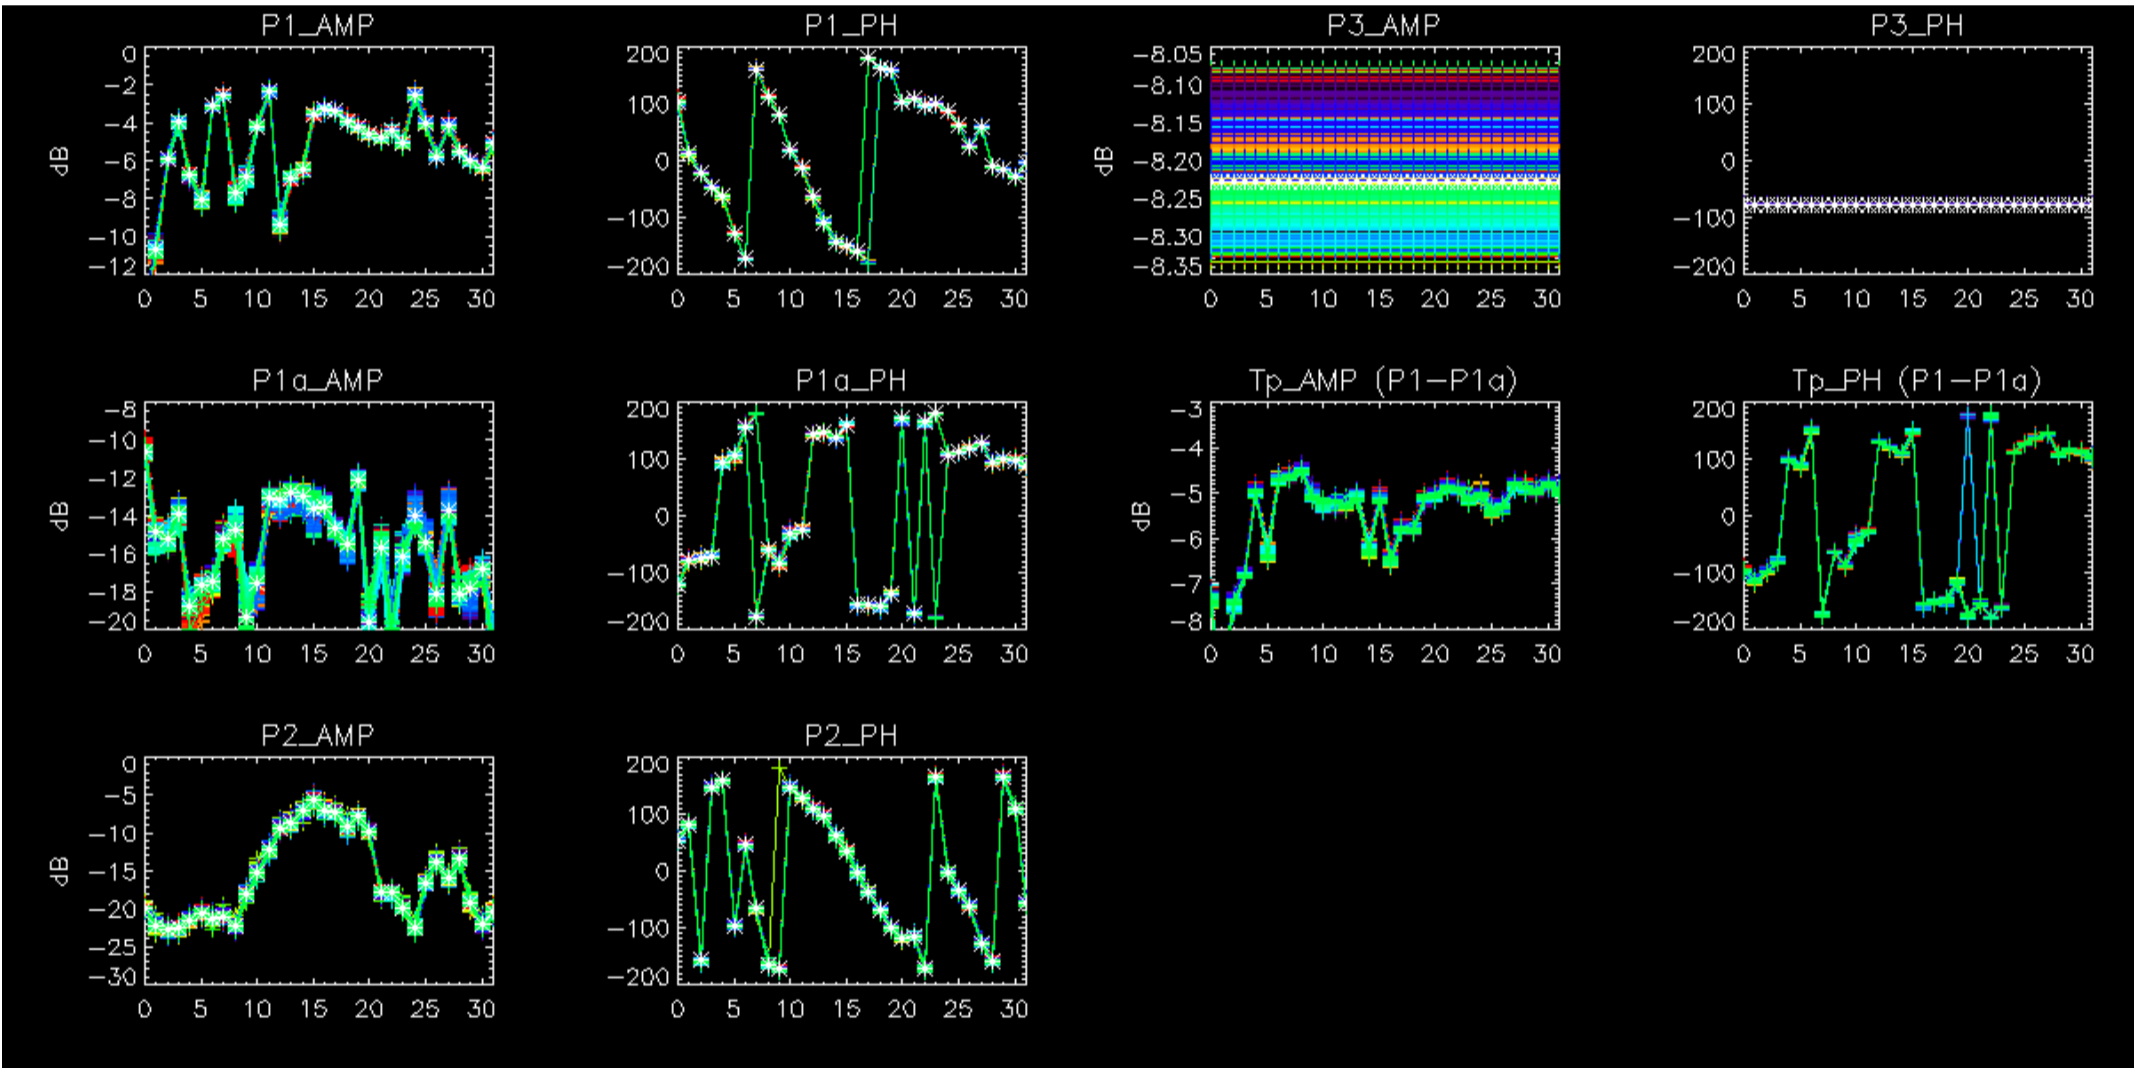 P1_AMP P1_PH P3_AMP P3_PH
0 200 -8.05 200
-2 -8.10
-4 100 -8.15 100
dB -6 0 dB -8.20 0
-8 -8.25
-10 -100 -8.30 -100
-12 -200 -8.35 -200
0 5 10 15 20 25 30 0 5 10 15 20 25 30 0 5 10 15 20 25 30 0 5 10 15 20 25 30
P1a_AMP P1a_PH Tp_AMP (P1-P1a) Tp_PH (P1-P1a)
-8 200 -3 200
-10 100 -4 100
-12
dB -14 0 dB -5 0
-16 -6
-18 -100 -7 -100
-20 -200 -8 -200
0 5 10 15 20 25 30 0 5 10 15 20 25 30 0 5 10 15 20 25 30 0 5 10 15 20 25 30
P2_AMP P2_PH
0 200
-5 100
-10
dB -15 0
-20
-25 -100
-30 -200
0 5 10 15 20 25 30 0 5 10 15 20 25 30